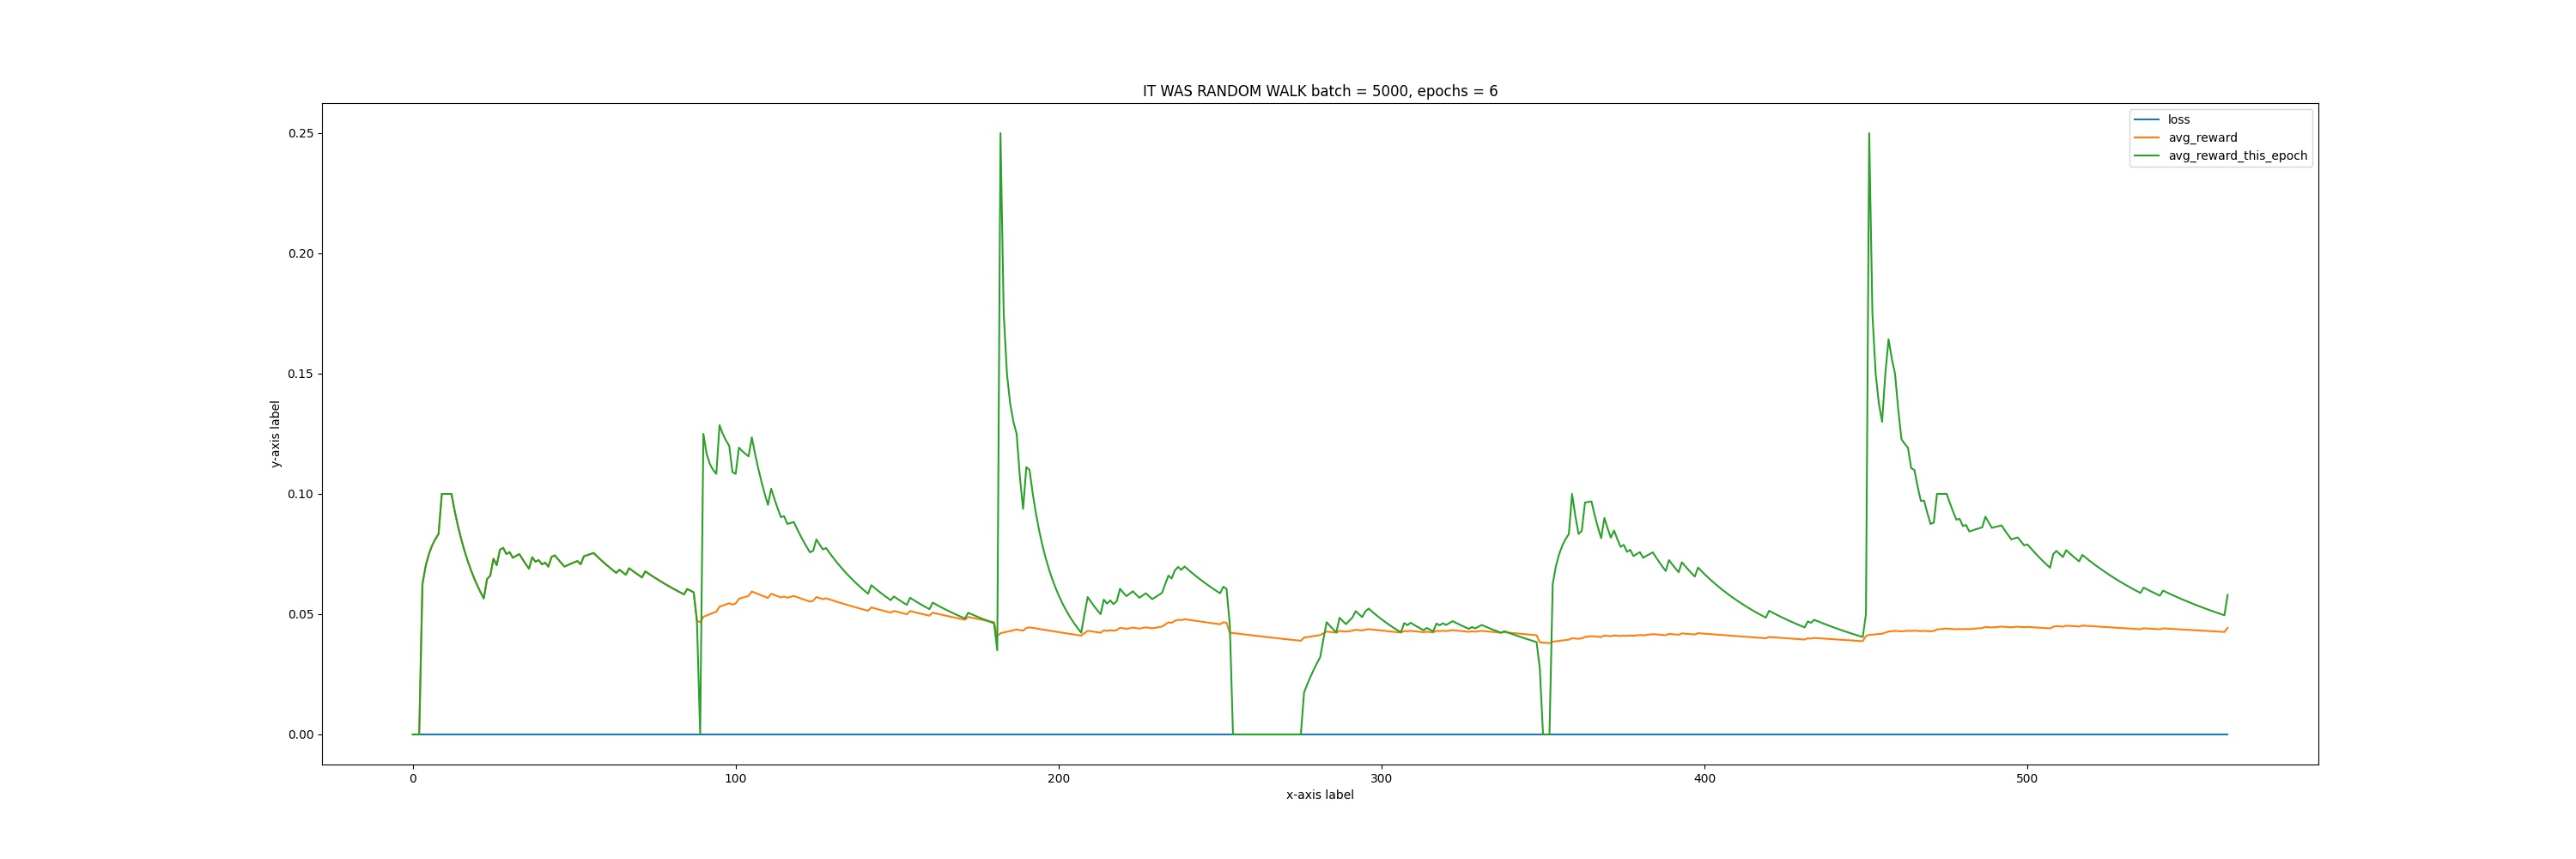 IT WAS RANDOM WALK batch = 5000, epochs = 6
loss
avg_reward
avg_reward_this_epoch
0.25
0.20
0.15
0.10
0.05
0.00
y-axis label
0 100 200 300 400 500
x-axis label